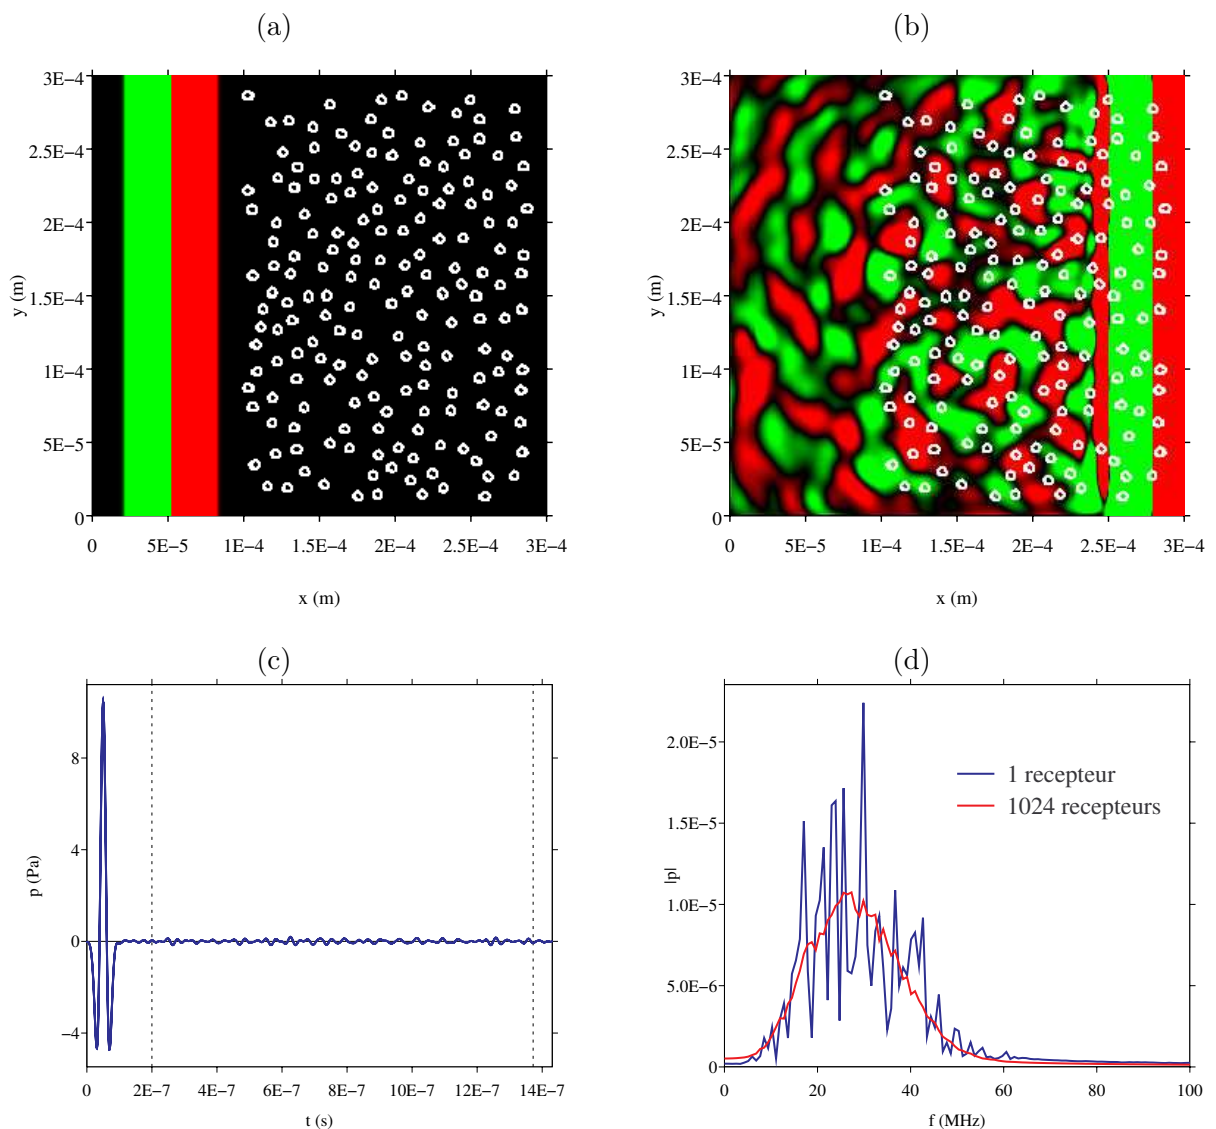 (a)
(b)
3E-4
2.5E-4
2E-4
1.5E-4
1E-4
5E-5
0
y (m)
0 5E-5 1E-4 1.5E-4 2E-4 2.5E-4 3E-4
x (m)
3E-4
2.5E-4
2E-4
1.5E-4
1E-4
5E-5
0
y (m)
0 5E-5 1E-4 1.5E-4 2E-4 2.5E-4 3E-4
x (m)
(c)
(d)
8
4
0
−4
p (Pa)
0 2E-7 4E-7 6E-7 8E-7 10E-7 12E-7 14E-7
t (s)
2.0E-5
1.5E-5
1.0E-5
5.0E-6
0
|p|
1 recepteur
1024 recepteurs
0 20 40 60 80 100
f (MHz)